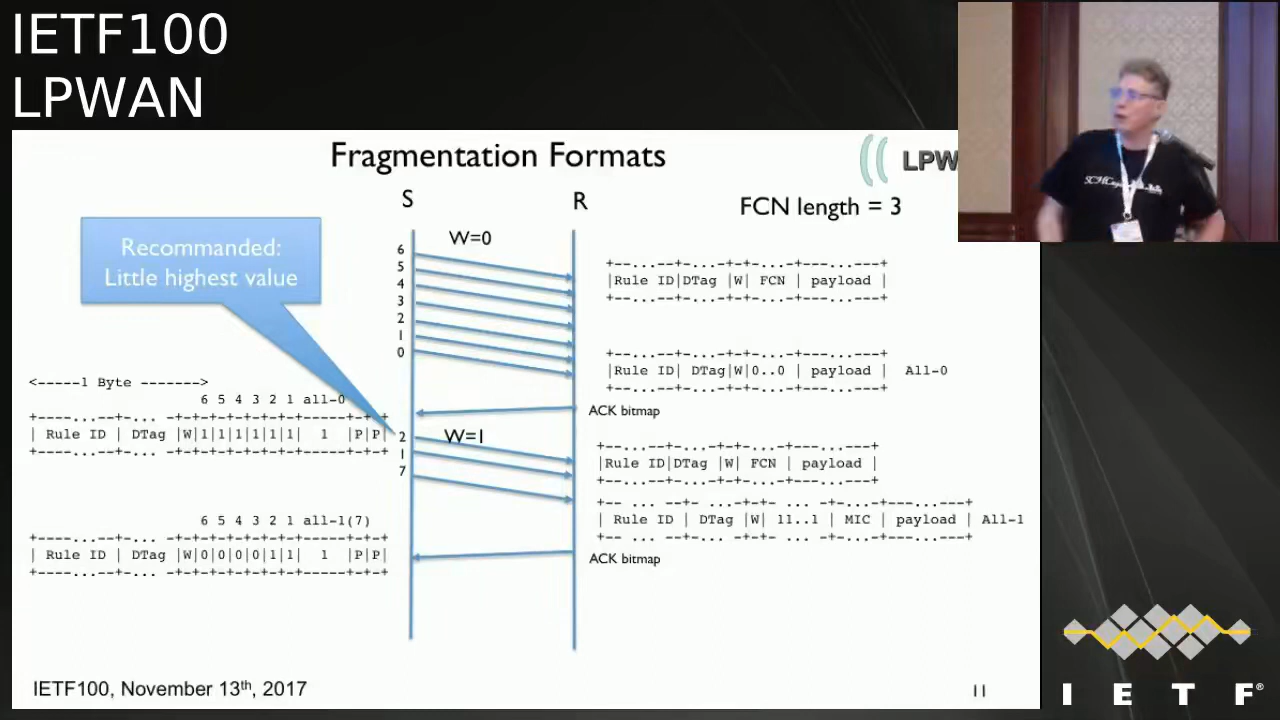 IETF100
LPWAN
Fragmentation Formats
LPW
S
R
FCN length = 3
Recommanded:
Little highest value
W=0
6
5
4
3
2
1
0
+--...--+-...-+-+-...-+---...---+
|Rule ID|DTag |W| FCN | payload |
+--...--+-...-+-+-...-+---...---+
+--...--+-...-+-+-...-+---...---+
|Rule ID| DTag|W|0..0 | payload | All-0
+--...--+-...-+-+-...-+---...---+
ACK bitmap
<-----1 Byte ------->
6 5 4 3 2 1 all-0
+----...--+-... -+-+-+-+-+-+-+-----+-+-+
| Rule ID | DTag |W|1|1|1|1|1|1| 1 |P|P|
+----...--+-... -+-+-+-+-+-+-+-----+-+-+
W=1
2
1
7
+--...--+-...-+-+-...-+---...---+
|Rule ID|DTag |W| FCN | payload |
+--...--+-...-+-+-...-+---...---+
+-- ... --+- ... -+-+- ... -+-...-+---...---+
| Rule ID | DTag |W| 11..1 | MIC | payload | All-1
+-- ... --+- ... -+-+- ... -+-...-+---...---+
ACK bitmap
6 5 4 3 2 1 all-1(7)
+----...--+-... -+-+-+-+-+-+-+-----+-+-+
| Rule ID | DTag |W|0|0|0|0|1|1| 1 |P|P|
+----...--+-... -+-+-+-+-+-+-+-----+-+-+
IETF100, November 13th, 2017
11
I E T F®